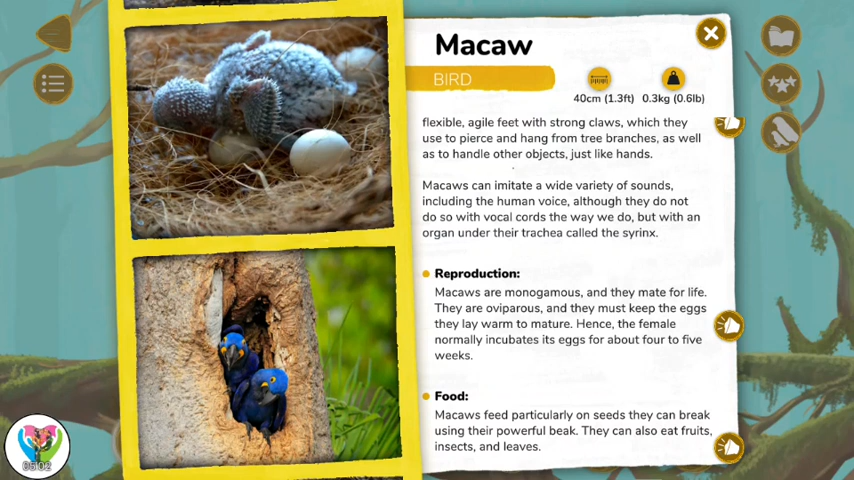 Macaw
BIRD
40cm (1.3ft) 0.3kg (0.6lb)
flexible, agile feet with strong claws, which they
use to pierce and hang from tree branches, as well
as to handle other objects, just like hands.
Macaws can imitate a wide variety of sounds,
including the human voice, although they do not
do so with vocal cords the way we do, but with an
organ under their trachea called the syrinx.
Reproduction:
Macaws are monogamous, and they mate for life.
They are oviparous, and they must keep the eggs
they lay warm to mature. Hence, the female
normally incubates its eggs for about four to five
weeks.
Food:
Macaws feed particularly on seeds they can break
using their powerful beak. They can also eat fruits,
insects, and leaves.
05:02